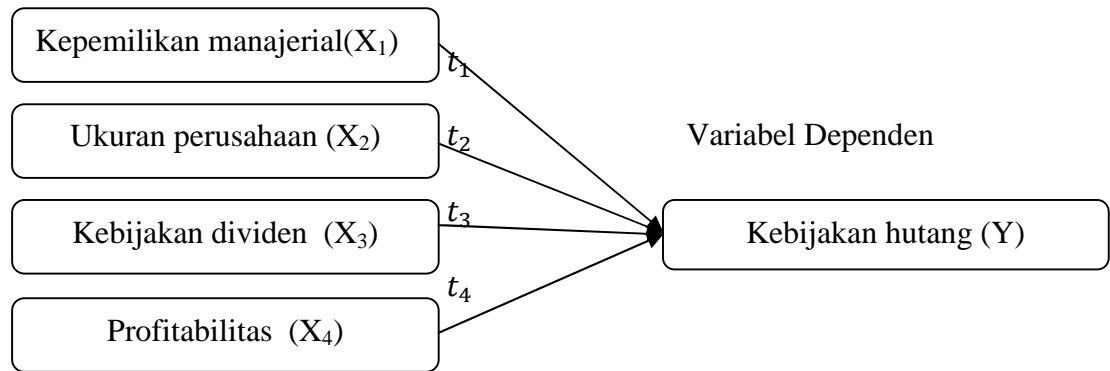 Kepemilikan manajerial(X₁)
t₁
Ukuran perusahaan (X₂)
t₂
Variabel Dependen
Kebijakan dividen (X₃)
t₃
Kebijakan hutang (Y)
t₄
Profitabilitas (X₄)